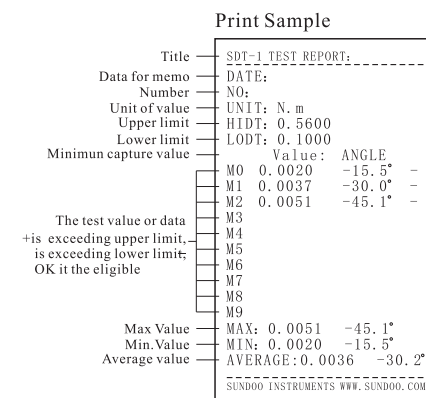 Print Sample
Title
SDT-1 TEST REPORT:
Data for memo
DATE:
Number
NO:
Unit of value
UNIT: N.m
Upper limit
HIDT: 0.5600
Lower limit
LODT: 0.1000
Minimun capture value
Value: ANGLE
M0 0.0020 -15.5° -
M1 0.0037 -30.0° -
M2 0.0051 -45.1° -
M3
M4
M5
M6
M7
M8
M9
The test value or data
+is exceeding upper limit,
is exceeding lower limit,
OK it the eligible
Max Value
MAX: 0.0051 -45.1°
Min.Value
MIN: 0.0020 -15.5°
Average value
AVERAGE:0.0036 -30.2°
SUNDOO INSTRUMENTS WWW.SUNDOO.COM